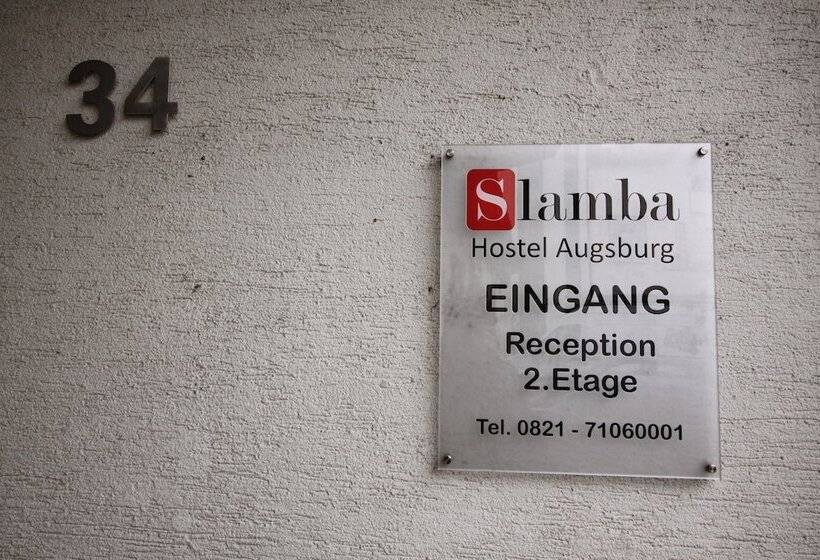 34
Slamba
Hostel Augsburg
EINGANG
Reception
2.Etage
Tel. 0821 - 71060001